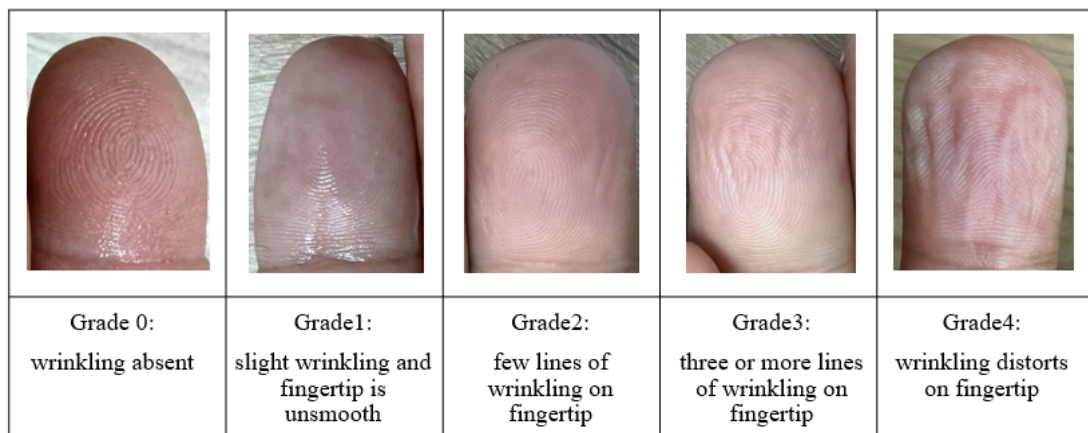 Grade 0:
wrinkling absent
Grade1:
slight wrinkling and
fingertip is
unsmooth
Grade2:
few lines of
wrinkling on
fingertip
Grade3:
three or more lines
of wrinkling on
fingertip
Grade4:
wrinkling distorts
on fingertip